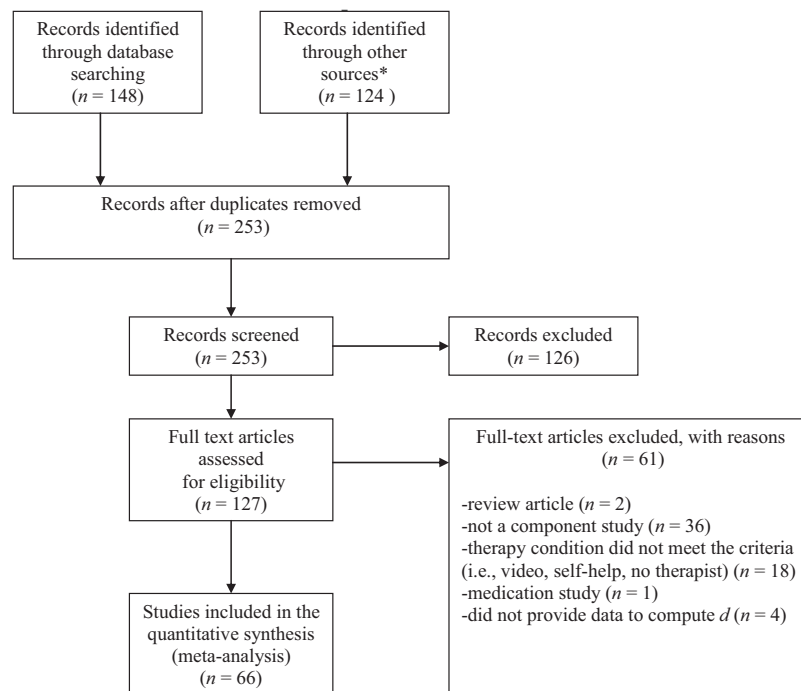 Records identified
through database
searching
(n = 148)
Records identified
through other
sources*
(n = 124 )
Records after duplicates removed
(n = 253)
Records screened
(n = 253)
Records excluded
(n = 126)
Full text articles
assessed
for eligibility
(n = 127)
Full-text articles excluded, with reasons
(n = 61)
-review article (n = 2)
-not a component study (n = 36)
-therapy condition did not meet the criteria
(i.e., video, self-help, no therapist) (n = 18)
-medication study (n = 1)
-did not provide data to compute d (n = 4)
Studies included in the
quantitative synthesis
(meta-analysis)
(n = 66)